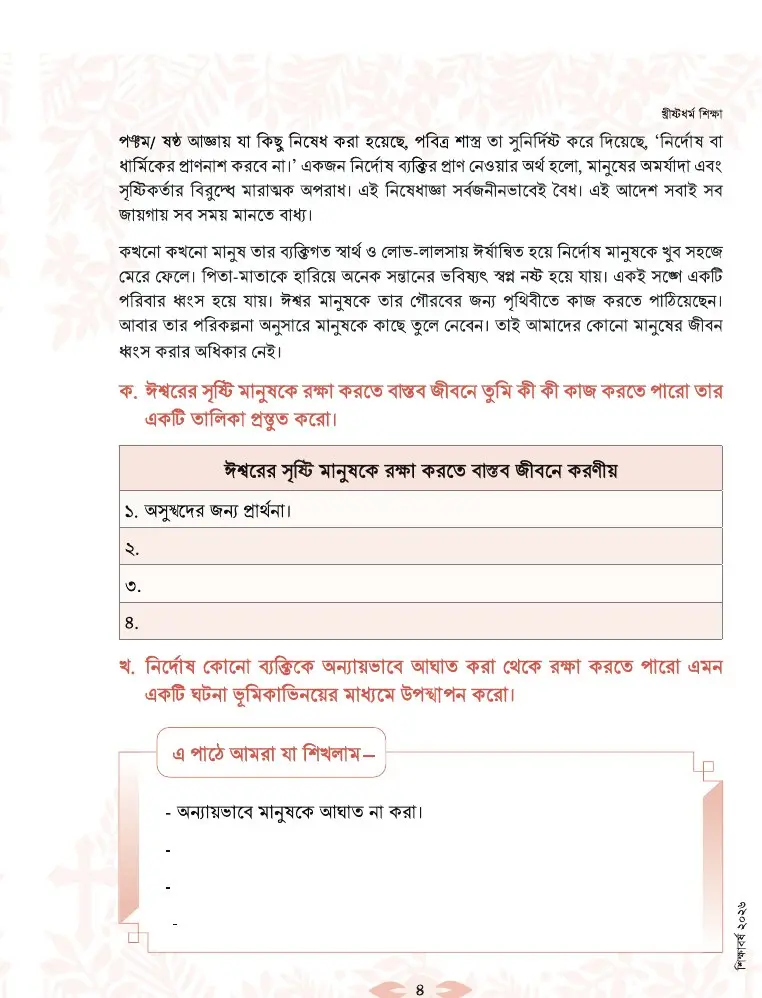 খ্রীষ্টধর্ম শিক্ষা
পঞ্চম/ ষষ্ঠ আজ্ঞায় যা কিছু নিষেধ করা হয়েছে, পবিত্র শাস্ত্র তা সুনির্দিষ্ট করে দিয়েছে, ‘নির্দোষ বা
ধার্মিকের প্রাণনাশ করবে না।’ একজন নির্দোষ ব্যক্তির প্রাণ নেওয়ার অর্থ হলো, মানুষের অমর্যাদা এবং
সৃষ্টিকর্তার বিরুদ্ধে মারাত্মক অপরাধ। এই নিষেধাজ্ঞা সর্বজনীনভাবেই বৈধ। এই আদেশ সবাই সব
জায়গায় সব সময় মানতে বাধ্য।
কখনো কখনো মানুষ তার ব্যক্তিগত স্বার্থ ও লোভ-লালসায় ঈর্ষান্বিত হয়ে নির্দোষ মানুষকে খুব সহজে
মেরে ফেলে। পিতা-মাতাকে হারিয়ে অনেক সন্তানের ভবিষ্যৎ স্বপ্ন নষ্ট হয়ে যায়। একই সঙ্গে একটি
পরিবার ধ্বংস হয়ে যায়। ঈশ্বর মানুষকে তার গৌরবের জন্য পৃথিবীতে কাজ করতে পাঠিয়েছেন।
আবার তার পরিকল্পনা অনুসারে মানুষকে কাছে তুলে নেবেন। তাই আমাদের কোনো মানুষের জীবন
ধ্বংস করার অধিকার নেই।
ক. ঈশ্বরের সৃষ্টি মানুষকে রক্ষা করতে বাস্তব জীবনে তুমি কী কী কাজ করতে পারো তার
একটি তালিকা প্রস্তুত করো।
ঈশ্বরের সৃষ্টি মানুষকে রক্ষা করতে বাস্তব জীবনে করণীয়
১. অসুস্থদের জন্য প্রার্থনা।
২.
৩.
৪.
খ. নির্দোষ কোনো ব্যক্তিকে অন্যায়ভাবে আঘাত করা থেকে রক্ষা করতে পারো এমন
একটি ঘটনা ভূমিকাভিনয়ের মাধ্যমে উপস্থাপন করো।
এ পাঠে আমরা যা শিখলাম–
- অন্যায়ভাবে মানুষকে আঘাত না করা।
-
-
-
শিক্ষাবর্ষ ২০২৬
৪